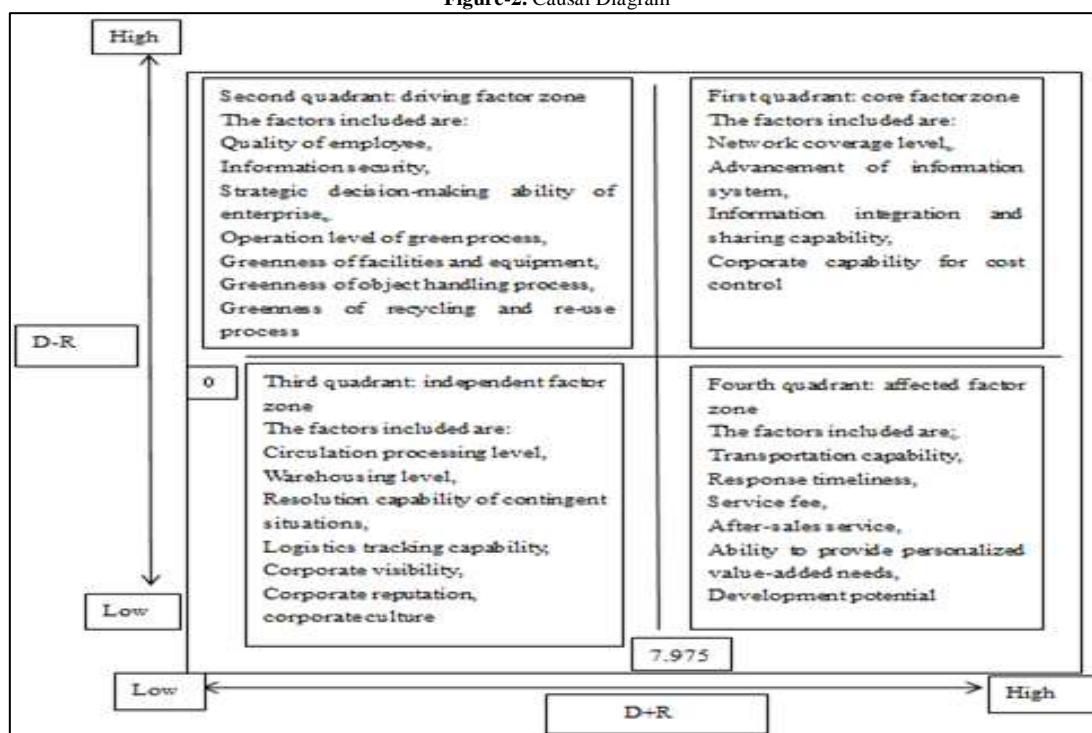 Figure-2. Causal Diagram
High
Second quadrant: driving factor zone
The factors included are:
Quality of employee,
Information security,
Strategic decision-making ability of
enterprise,
Operation level of green process,
Greenness of facilities and equipment,
Greenness of object handling process,
Greenness of recycling and re-use
process
First quadrant: core factor zone
The factors included are:
Network coverage level,
Advancement of information
system,
Information integration and
sharing capability,
Corporate capability for cost
control
D-R
0
Third quadrant: independent factor
zone
The factors included are:
Circulation processing level,
Warehousing level,
Resolution capability of contingent
situations,
Logistics tracking capability,
Corporate visibility,
Corporate reputation,
corporate culture
Fourth quadrant: affected factor
zone
The factors included are;
Transportation capability,
Response timeliness,
Service fee,
After-sales service,
Ability to provide personalized
value-added needs,
Development potential
Low
7.975
Low
High
D+R